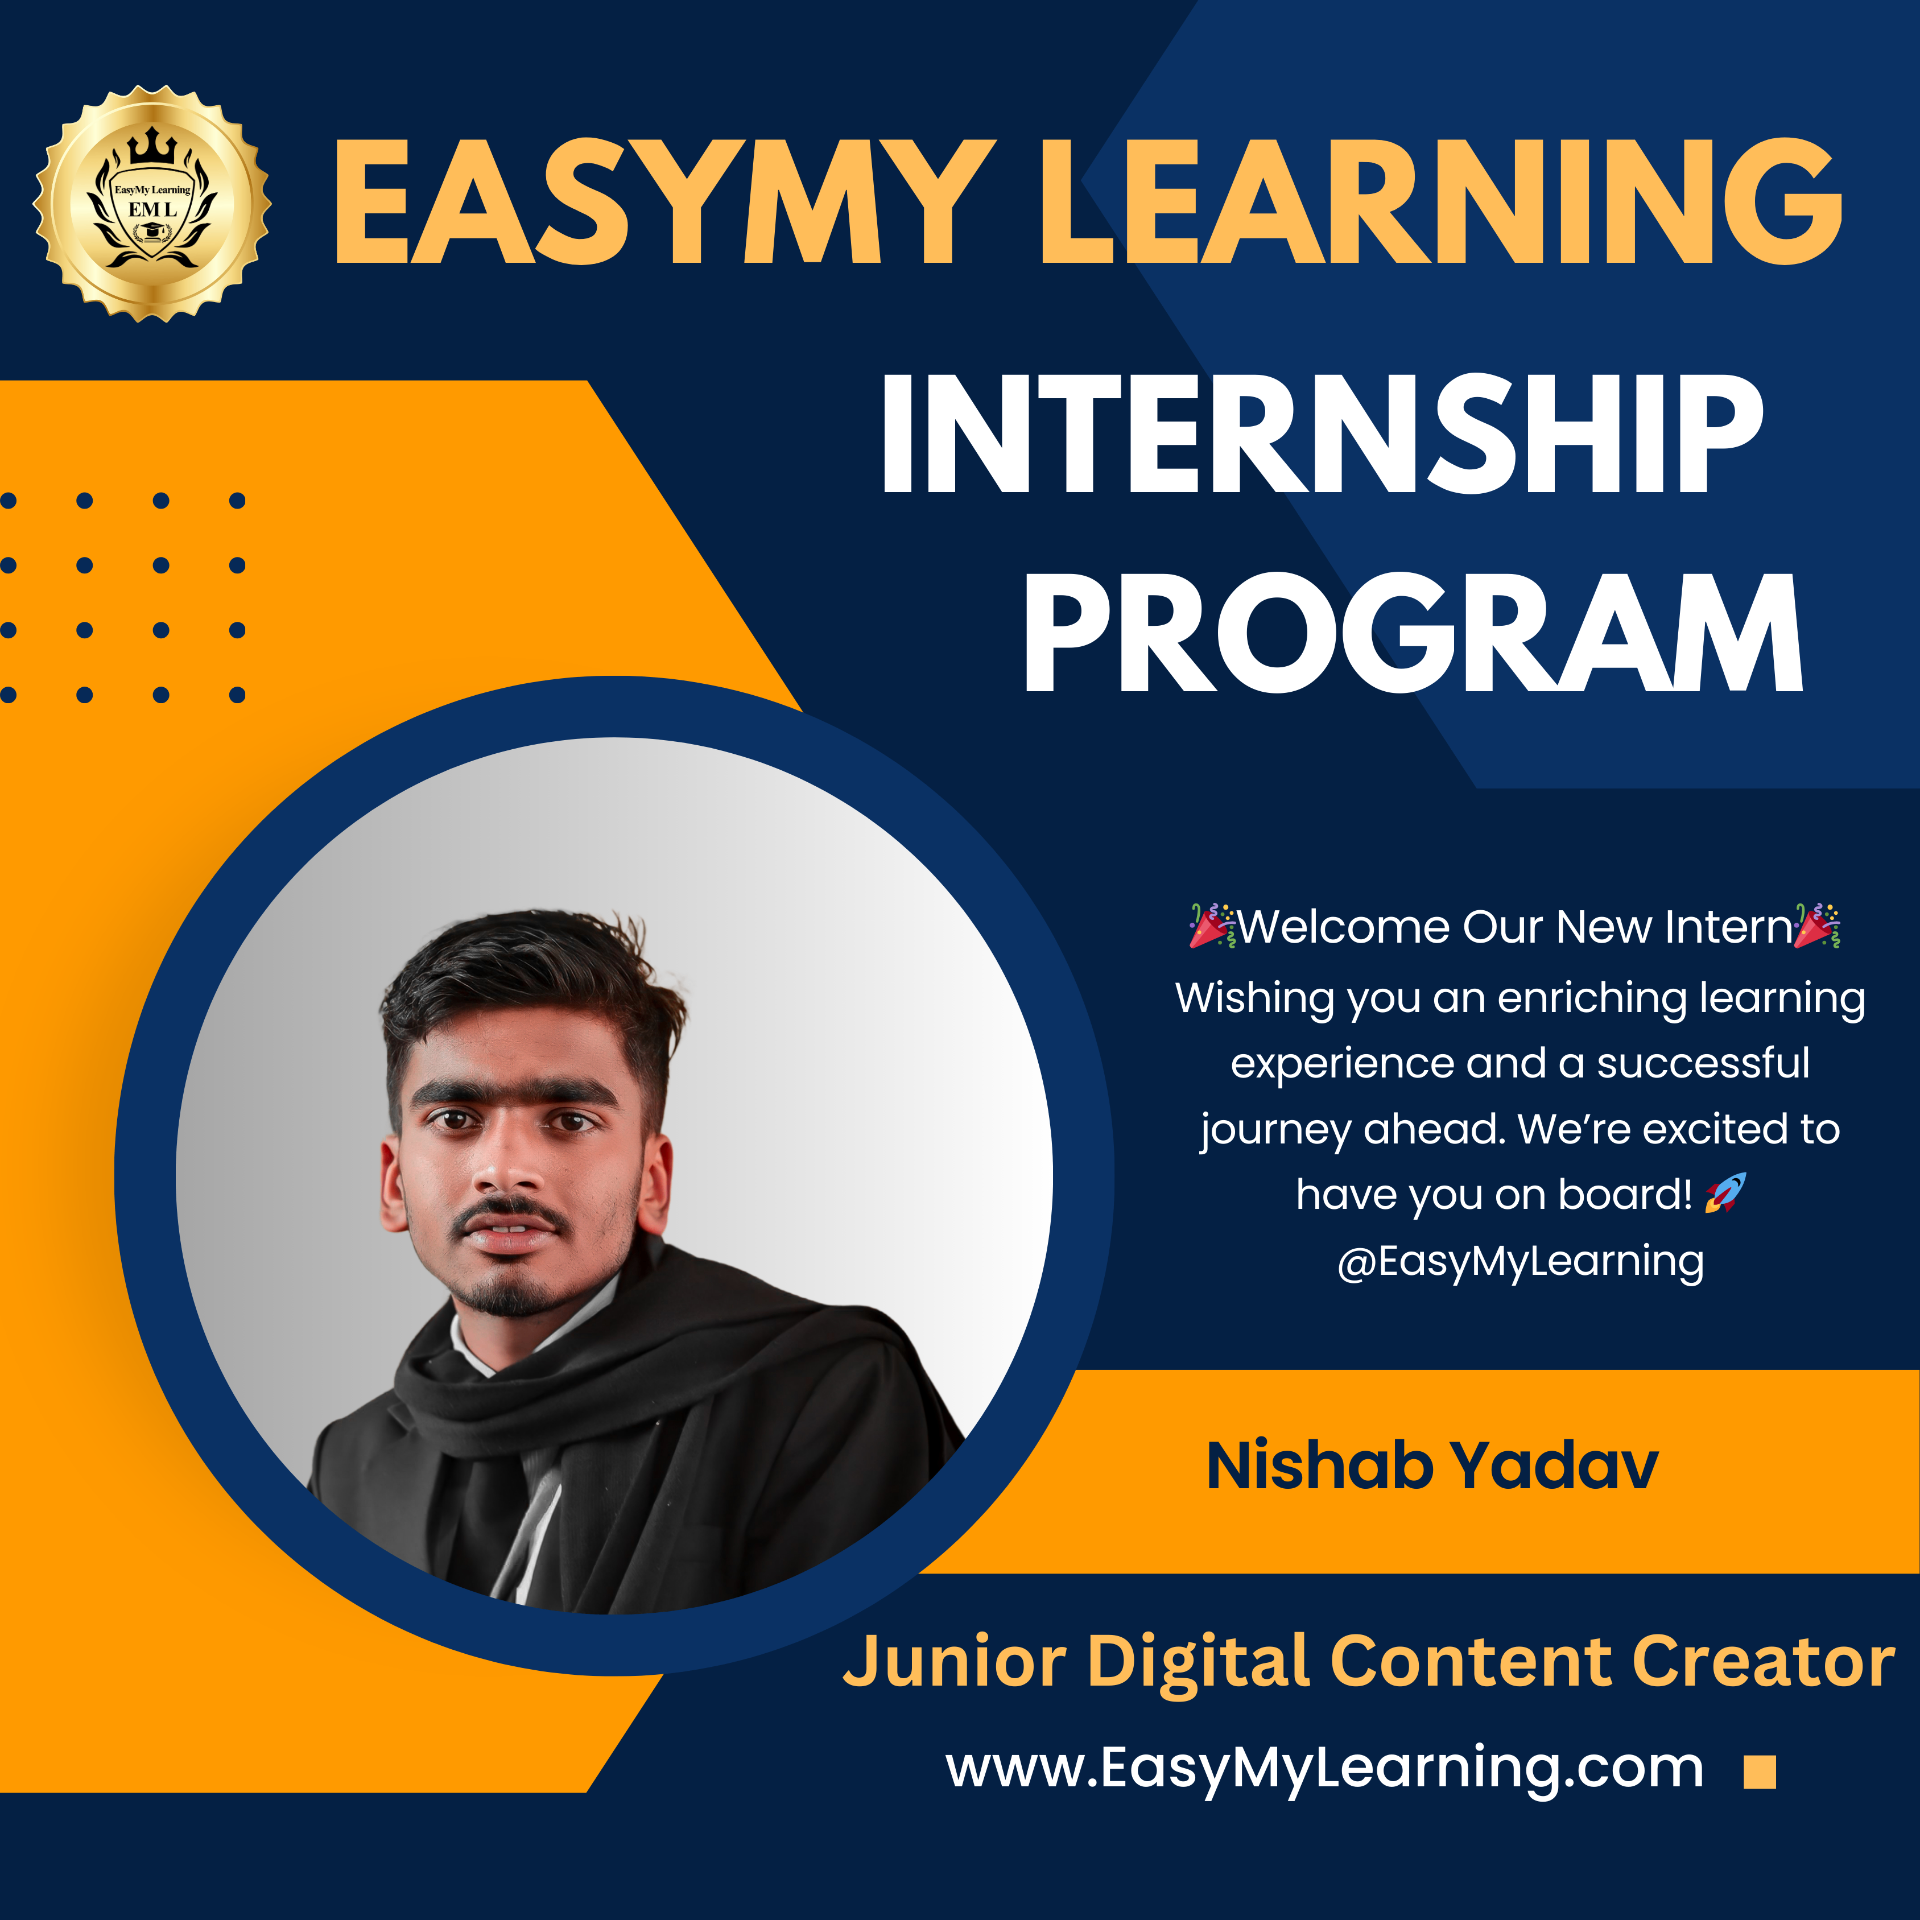 EasyMy Learning
EM L
EASYMY LEARNING
INTERNSHIP
PROGRAM
🎉Welcome Our New Intern🎉
Wishing you an enriching learning
experience and a successful
journey ahead. We’re excited to
have you on board! 🚀
@EasyMyLearning
Nishab Yadav
Junior Digital Content Creator
www.EasyMyLearning.com